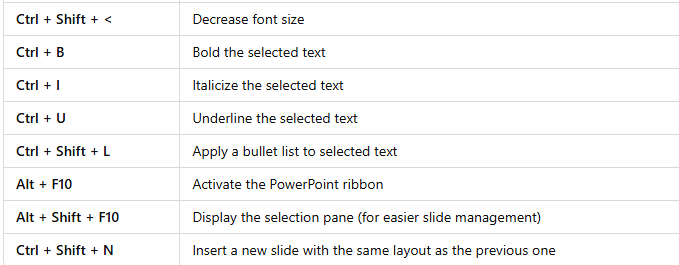 Ctrl + Shift + < Decrease font size
Ctrl + B Bold the selected text
Ctrl + I Italicize the selected text
Ctrl + U Underline the selected text
Ctrl + Shift + L Apply a bullet list to selected text
Alt + F10 Activate the PowerPoint ribbon
Alt + Shift + F10 Display the selection pane (for easier slide management)
Ctrl + Shift + N Insert a new slide with the same layout as the previous one